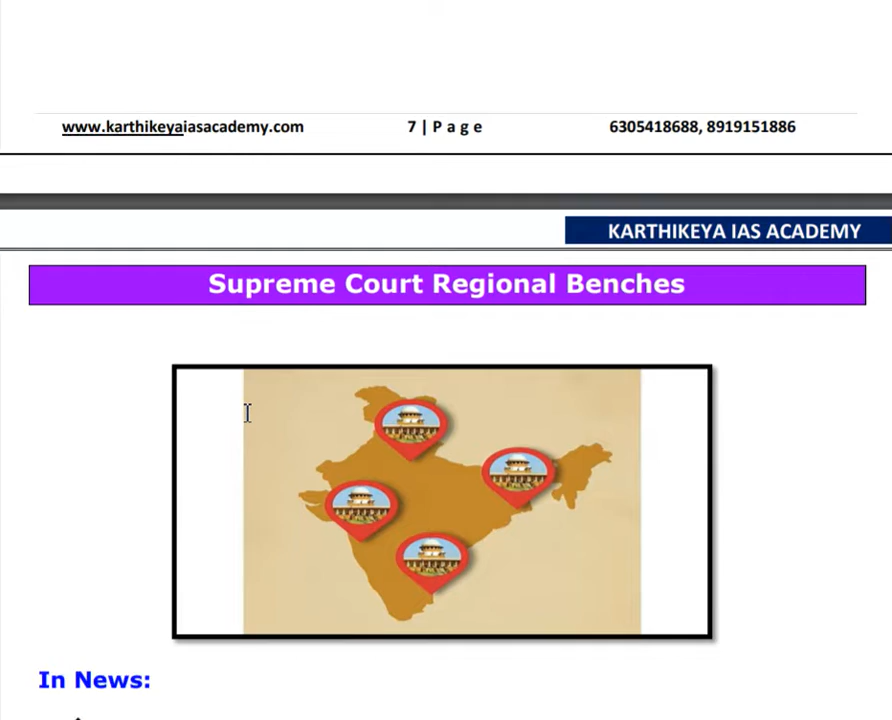 www.karthikeyaiasacademy.com 7 | P a g e 6305418688, 8919151886
KARTHIKEYA IAS ACADEMY
Supreme Court Regional Benches
In News: